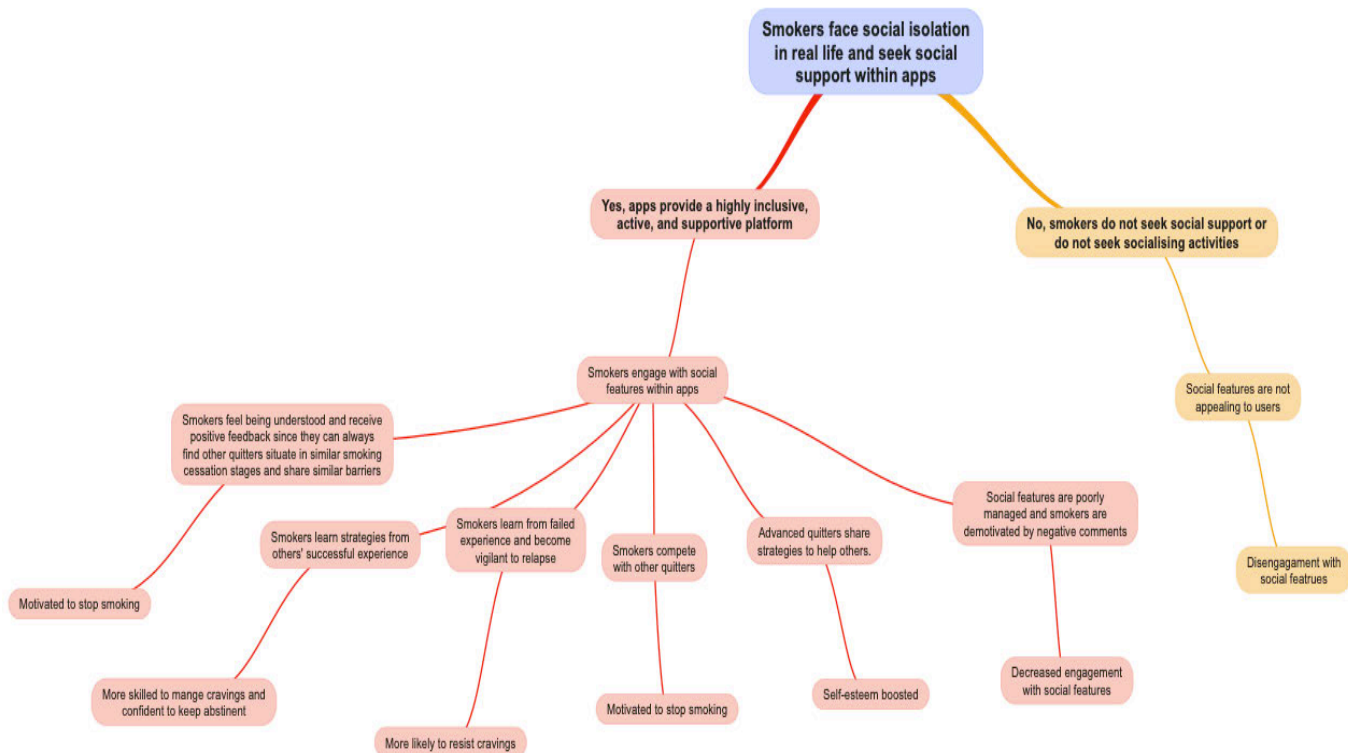 Smokers face social isolation
in real life and seek social
support within apps
Yes, apps provide a highly inclusive,
active, and supportive platform
No, smokers do not seek social support or
do not seek socialising activities
Smokers engage with social
features within apps
Social features are not
appealing to users
Smokers feel being understood and receive
positive feedback since they can always
find other quitters situate in similar smoking
cessation stages and share similar barriers
Smokers learn strategies from
others' successful experience
Smokers learn from failed
experience and become
vigilant to relapse
Smokers compete
with other quitters
Advanced quitters share
strategies to help others.
Social features are poorly
managed and smokers are
demotivated by negative comments
Disengagament with
social featrues
Motivated to stop smoking
More skilled to mange cravings and
confident to keep abstinent
More likely to resist cravings
Motivated to stop smoking
Self-esteem boosted
Decreased engagement
with social features